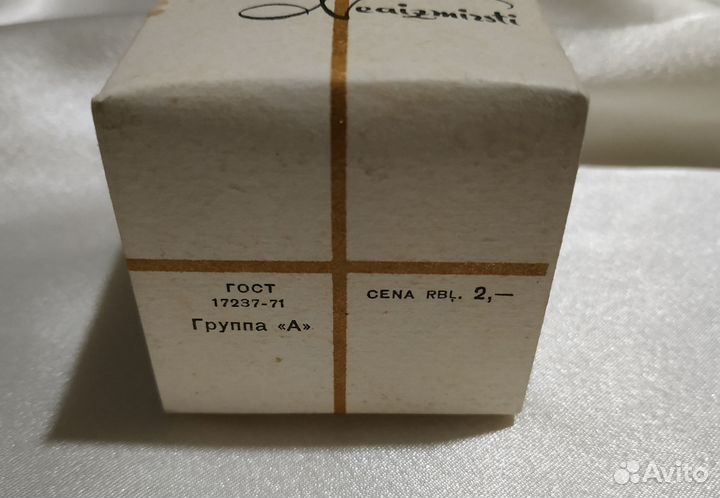 Neaizmirsti
ГОСТ
17237-71
Группа «А»
CENA RBĻ. 2,—
Avito